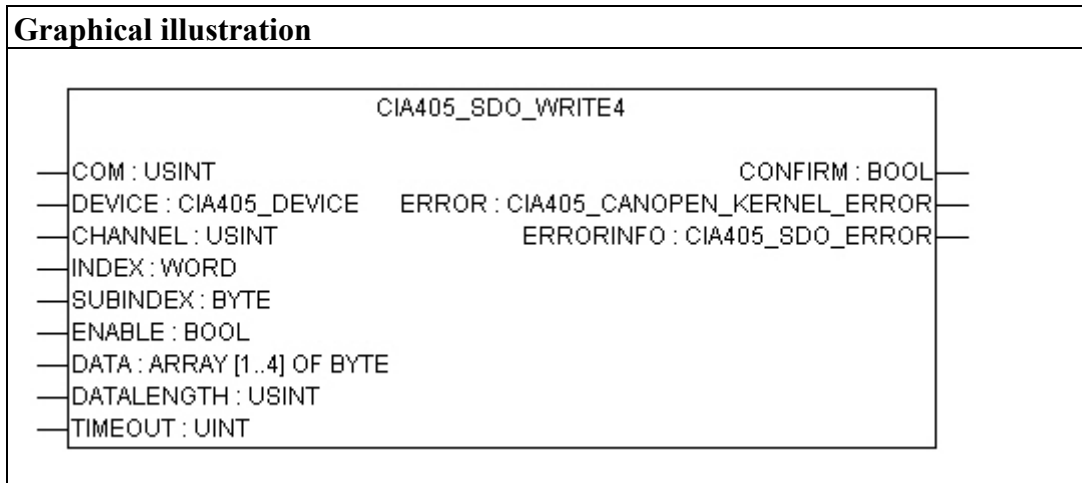 Graphical illustration
CIA405_SDO_WRITE4
COM : USINT CONFIRM : BOOL
DEVICE : CIA405_DEVICE ERROR : CIA405_CANOPEN_KERNEL_ERROR
CHANNEL : USINT ERRORINFO : CIA405_SDO_ERROR
INDEX : WORD
SUBINDEX : BYTE
ENABLE : BOOL
DATA : ARRAY [1..4] OF BYTE
DATALENGTH : USINT
TIMEOUT : UINT